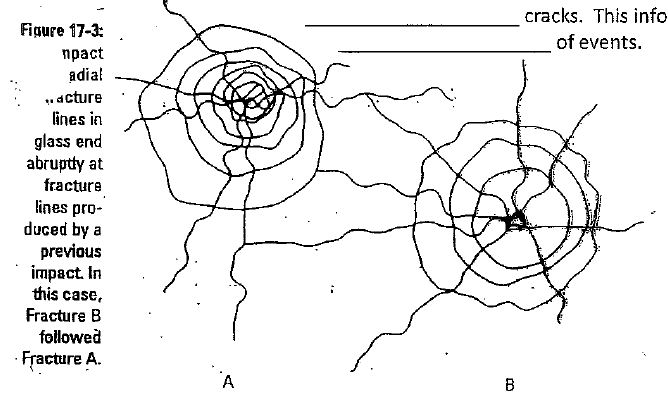 cracks. This info
of events.
Figure 17-3:
npact
adial
acture
lines in
glass end
abruptly at
fracture
lines pro-
duced by a
previous
impact. In
this case,
Fracture B
followed
Fracture A.
A B